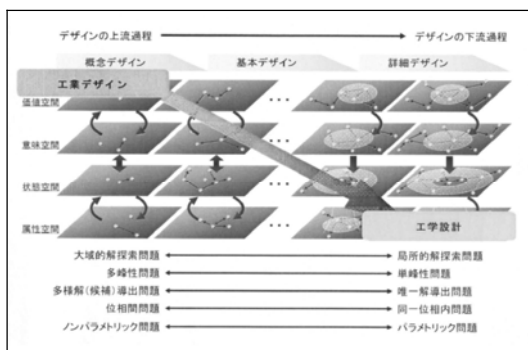 デザインの上流過程 デザインの下流過程
概念デザイン 基本デザイン 詳細デザイン
工業デザイン
価値空間
意味空間
状態空間
属性空間
工学設計
大域的解探索問題 局所的解探索問題
多峰性問題 単峰性問題
多様解(候補)導出問題 唯一解導出問題
位相間問題 同一位相内問題
ノンパラメトリック問題 パラメトリック問題